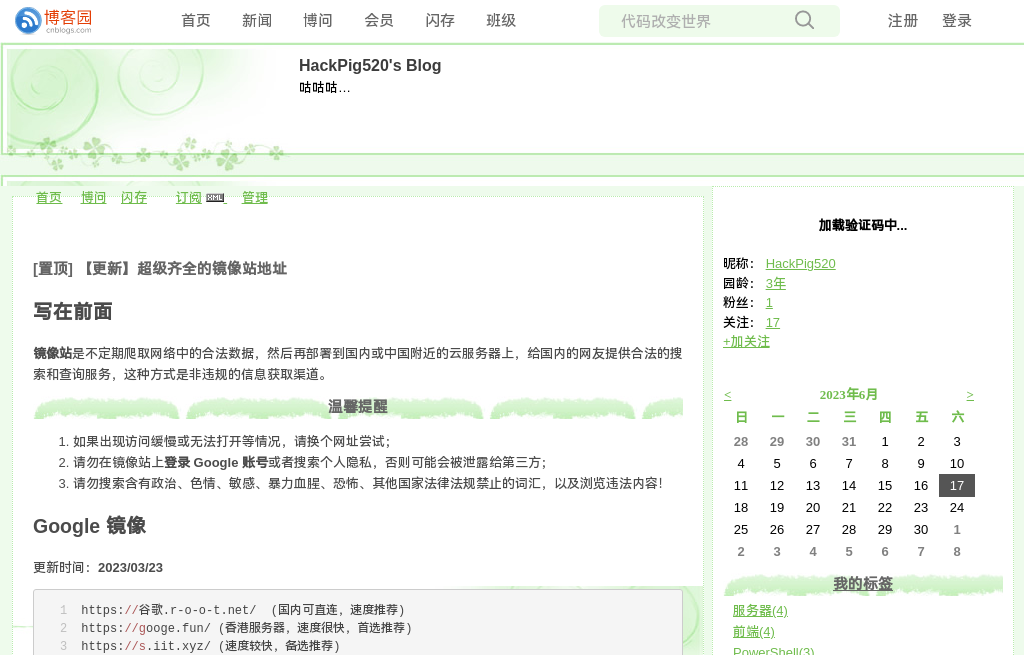 博客园
cnblogs.com
首页 新闻 博问 会员 闪存 班级
代码改变世界
注册 登录
HackPig520's Blog
咕咕咕…
首页 博问 闪存 订阅 XML 管理
[置顶] 【更新】超级齐全的镜像站地址
写在前面
镜像站是不定期爬取网络中的合法数据，然后再部署到国内或中国附近的云服务器上，给国内的网友提供合法的搜
索和查询服务，这种方式是非违规的信息获取渠道。
温馨提醒
1. 如果出现访问缓慢或无法打开等情况，请换个网址尝试；
2. 请勿在镜像站上登录 Google 账号或者搜索个人隐私，否则可能会被泄露给第三方；
3. 请勿搜索含有政治、色情、敏感、暴力血腥、恐怖、其他国家法律法规禁止的词汇，以及浏览违法内容！
Google 镜像
更新时间：2023/03/23
1 https://谷歌.r-o-o-t.net/  (国内可直连，速度推荐)
2 https://googe.fun/ (香港服务器，速度很快，首选推荐)
3 https://s.iit.xyz/ (速度较快，备选推荐)
加载验证码中...
昵称： HackPig520
园龄： 3年
粉丝： 1
关注： 17
+加关注
< 2023年6月 >
日 一 二 三 四 五 六
28 29 30 31 1 2 3
4 5 6 7 8 9 10
11 12 13 14 15 16 17
18 19 20 21 22 23 24
25 26 27 28 29 30 1
2 3 4 5 6 7 8
我的标签
服务器(4)
前端(4)
PowerShell(3)